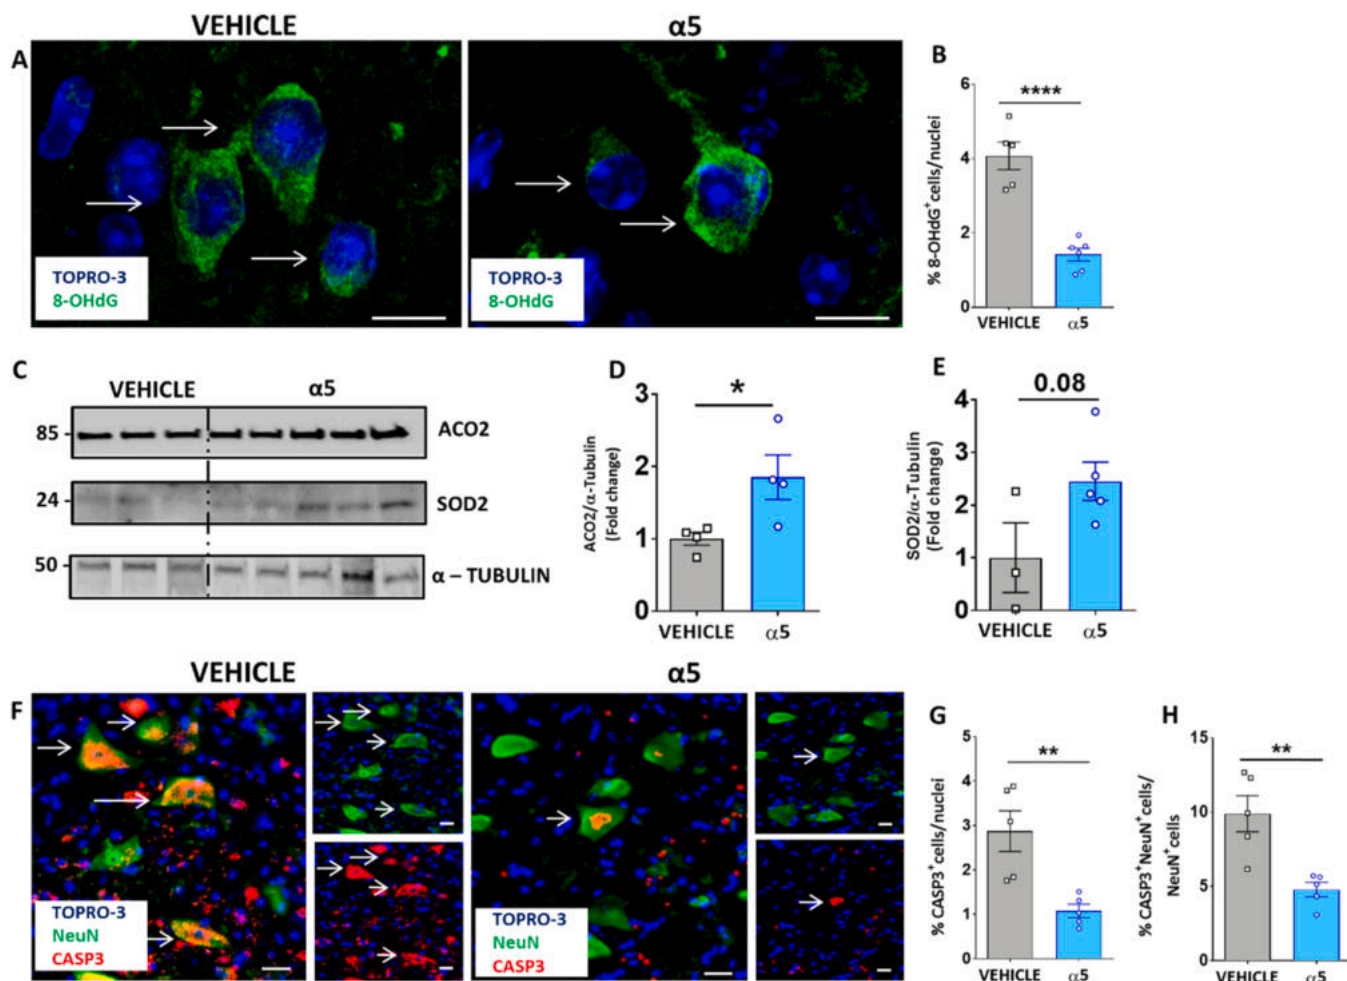 VEHICLE
α5
A
TOPRO-3
8-OHdG
TOPRO-3
8-OHdG
B
% 8-OHdG⁺ cells/nuclei
6
4
2
0
****
VEHICLE
α5
C
VEHICLE
α5
85
ACO2
24
SOD2
50
α – TUBULIN
D
ACO2/α-Tubulin
(Fold change)
3
2
1
0
*
VEHICLE
α5
E
SOD2/α-Tubulin
(Fold change)
4
3
2
1
0
0.08
VEHICLE
α5
VEHICLE
α5
F
TOPRO-3
NeuN
CASP3
TOPRO-3
NeuN
CASP3
G
% CASP3⁺ cells/nuclei
5
4
3
2
1
0
**
VEHICLE
α5
H
% CASP3⁺NeuN⁺ cells/
NeuN⁺ cells
15
10
5
0
**
VEHICLE
α5